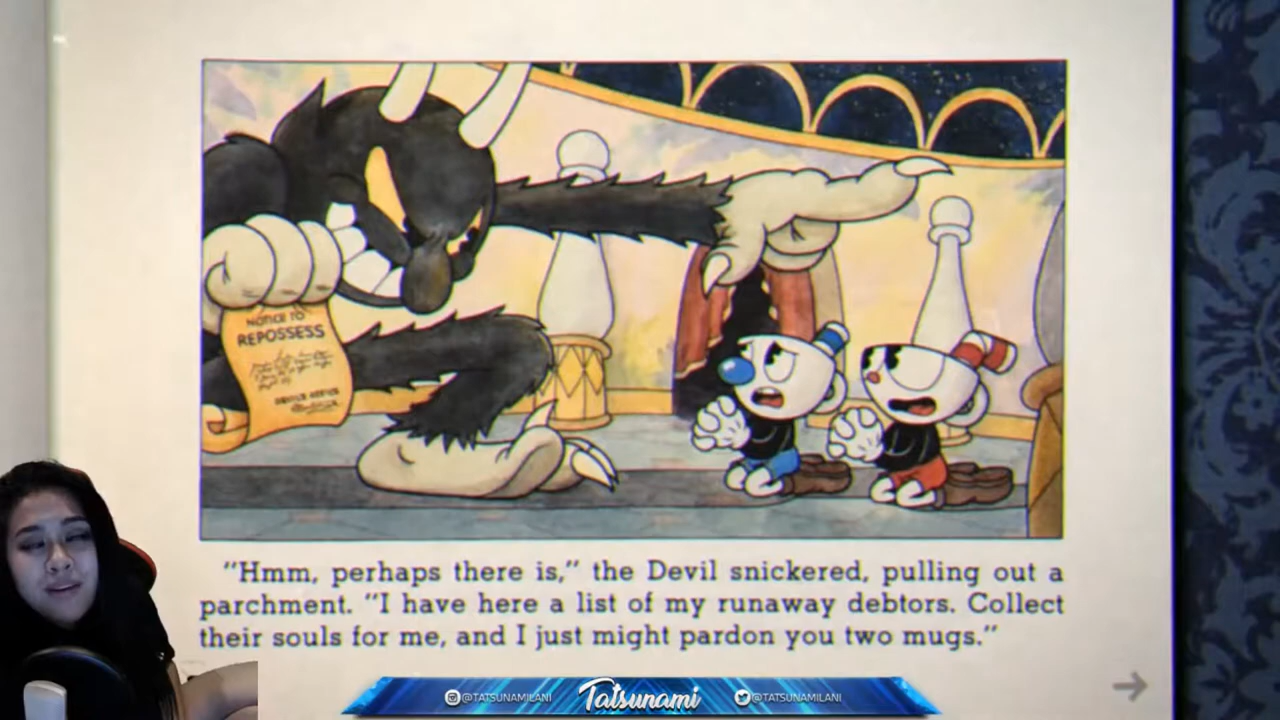 NOTICE TO
REPOSSESS
“Hmm, perhaps there is,” the Devil snickered, pulling out a
parchment. “I have here a list of my runaway debtors. Collect
their souls for me, and I just might pardon you two mugs.”
@TATSUNAMILANI Tatsunami @TATSUNAMILANI